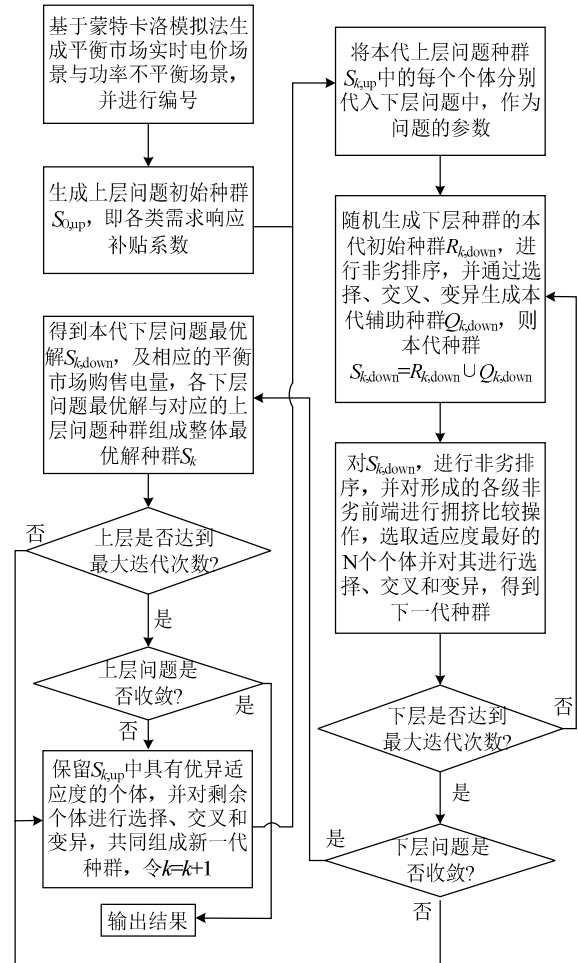 基于蒙特卡洛模拟法生
成平衡市场实时电价场
景与功率不平衡场景，
并进行编号
生成上层问题初始种群
S0,up，即各类需求响应
补贴系数
将本代上层问题种群
Sk,up中的每个个体分别
代入下层问题中，作为
问题的参数
随机生成下层种群的本
代初始种群Rk,down，进
行非劣排序，并通过选
择、交叉、变异生成本
代辅助种群Qk,down，则
本代种群
Sk,down=Rk,down∪Qk,down
对Sk,down，进行非劣排
序，并对形成的各级非
劣前端进行拥挤比较操
作，选取适应度最好的
N个个体并对其进行选
择、交叉和变异，得到
下一代种群
下层是否达到
最大迭代次数?
否
是
下层问题是
否收敛?
是
否
得到本代下层问题最优
解Sk,down，及相应的平衡
市场购售电量，各下层
问题最优解与对应的上
层问题种群组成整体最
优解种群Sk
上层是否达到
最大迭代次数?
否
是
上层问题是
否收敛?
是
否
保留Sk,up中具有优异适
应度的个体，并对剩余
个体进行选择、交叉和
变异，共同组成新一代
种群，令k=k+1
输出结果